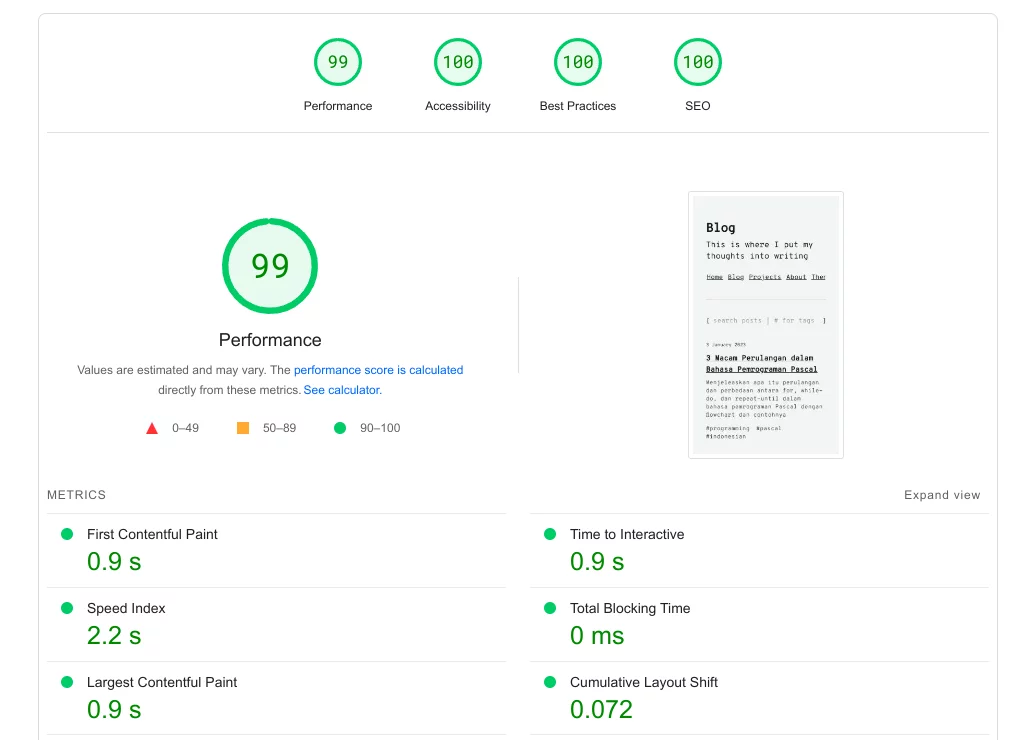 99
100
100
100
Performance
Accessibility
Best Practices
SEO
99
Performance
Values are estimated and may vary. The performance score is calculated
directly from these metrics. See calculator.
0–49
50–89
90–100
Blog
This is where I put my
thoughts into writing
Home Blog Projects About Ther
[ search posts | # for tags ]
3 January 2023
3 Macam Perulangan dalam
Bahasa Pemrograman Pascal
Menjelaskan apa itu perulangan
dan perbedaan antara for, while-
do, dan repeat-until dalam
bahasa pemrograman Pascal dengan
flowchart dan contohnya
#programming #pascal
#indonesian
METRICS
Expand view
First Contentful Paint
0.9 s
Time to Interactive
0.9 s
Speed Index
2.2 s
Total Blocking Time
0 ms
Largest Contentful Paint
0.9 s
Cumulative Layout Shift
0.072